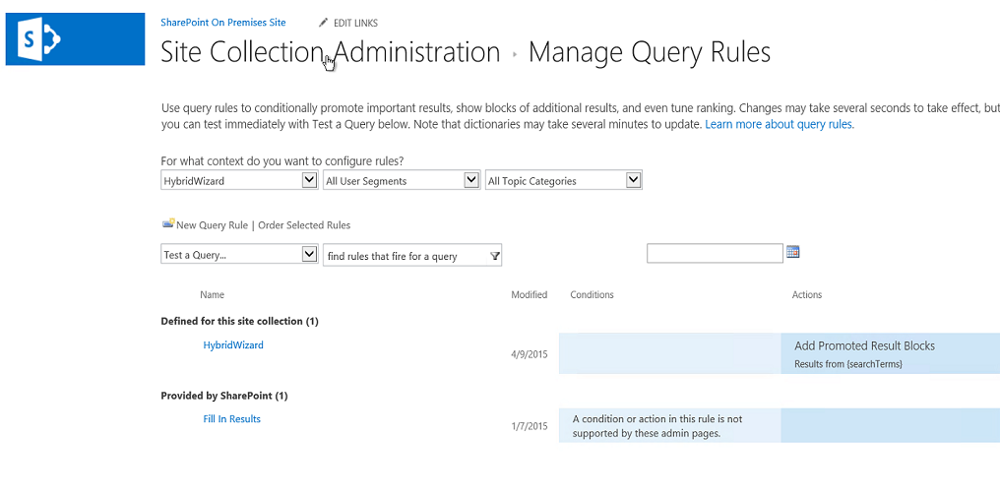 S
SharePoint On Premises Site EDIT LINKS
Site Collection Administration Manage Query Rules
Use query rules to conditionally promote important results, show blocks of additional results, and even tune ranking. Changes may take several seconds to take effect, but
you can test immediately with Test a Query below. Note that dictionaries may take several minutes to update. Learn more about query rules.
For what context do you want to configure rules?
HybridWizard All User Segments All Topic Categories
New Query Rule | Order Selected Rules
Test a Query... find rules that fire for a query
Name Modified Conditions Actions
Defined for this site collection (1)
HybridWizard 4/9/2015 Add Promoted Result Blocks
Results from {searchTerms}
Provided by SharePoint (1)
Fill In Results 1/7/2015 A condition or action in this rule is not
supported by these admin pages.